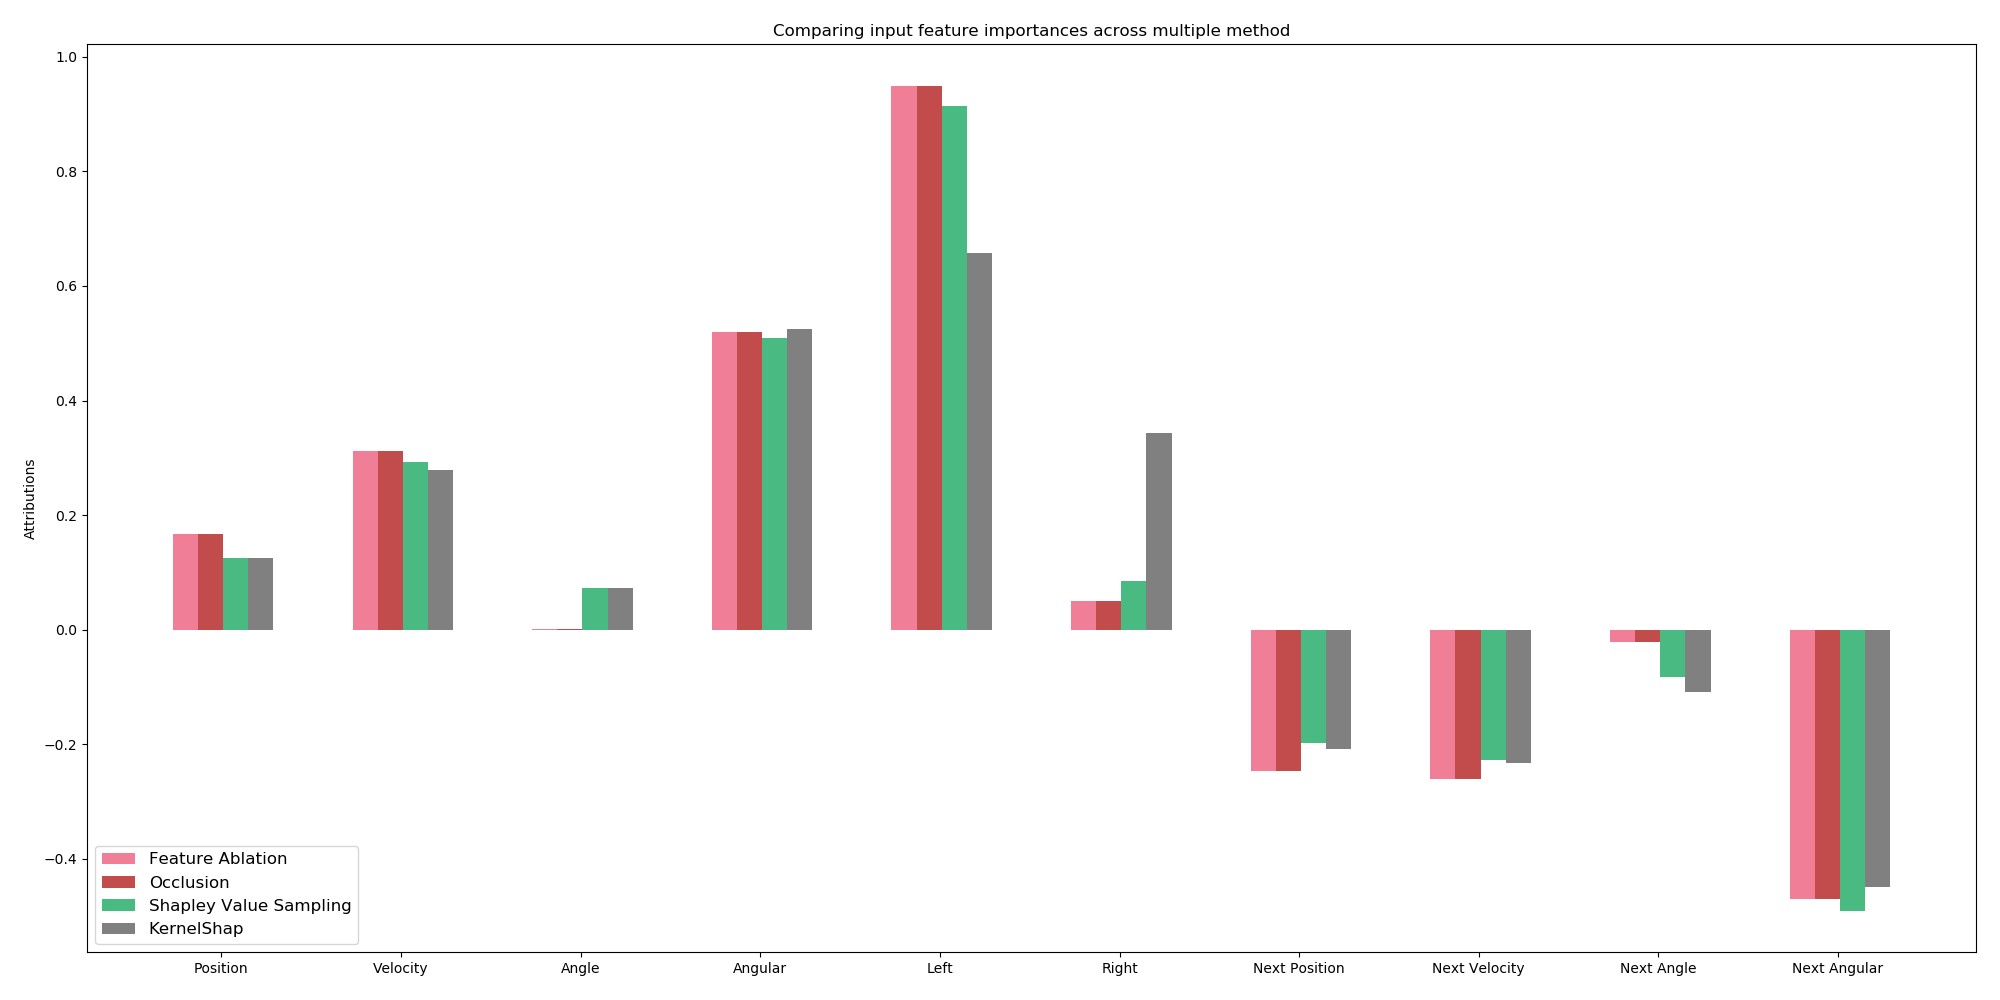 Comparing input feature importances across multiple method
1.0
0.8
0.6
0.4
0.2
0.0
−0.2
−0.4
Attributions
Feature Ablation
Occlusion
Shapley Value Sampling
KernelShap
Position Velocity Angle Angular Left Right Next Position Next Velocity Next Angle Next Angular